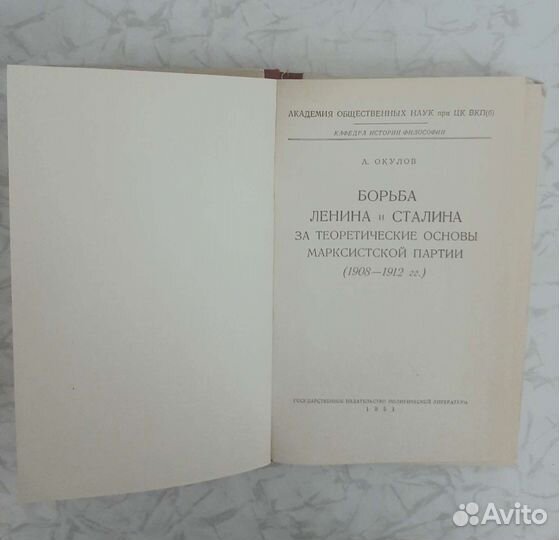 АКАДЕМИЯ ОБЩЕСТВЕННЫХ НАУК при ЦК ВКП(б)
КАФЕДРА ИСТОРИИ ФИЛОСОФИИ
А. ОКУЛОВ
БОРЬБА
ЛЕНИНА и СТАЛИНА
ЗА ТЕОРЕТИЧЕСКИЕ ОСНОВЫ
МАРКСИСТСКОЙ ПАРТИИ
(1908—1912 гг.)
ГОСУДАРСТВЕННОЕ ИЗДАТЕЛЬСТВО ПОЛИТИЧЕСКОЙ ЛИТЕРАТУРЫ
1951
Avito